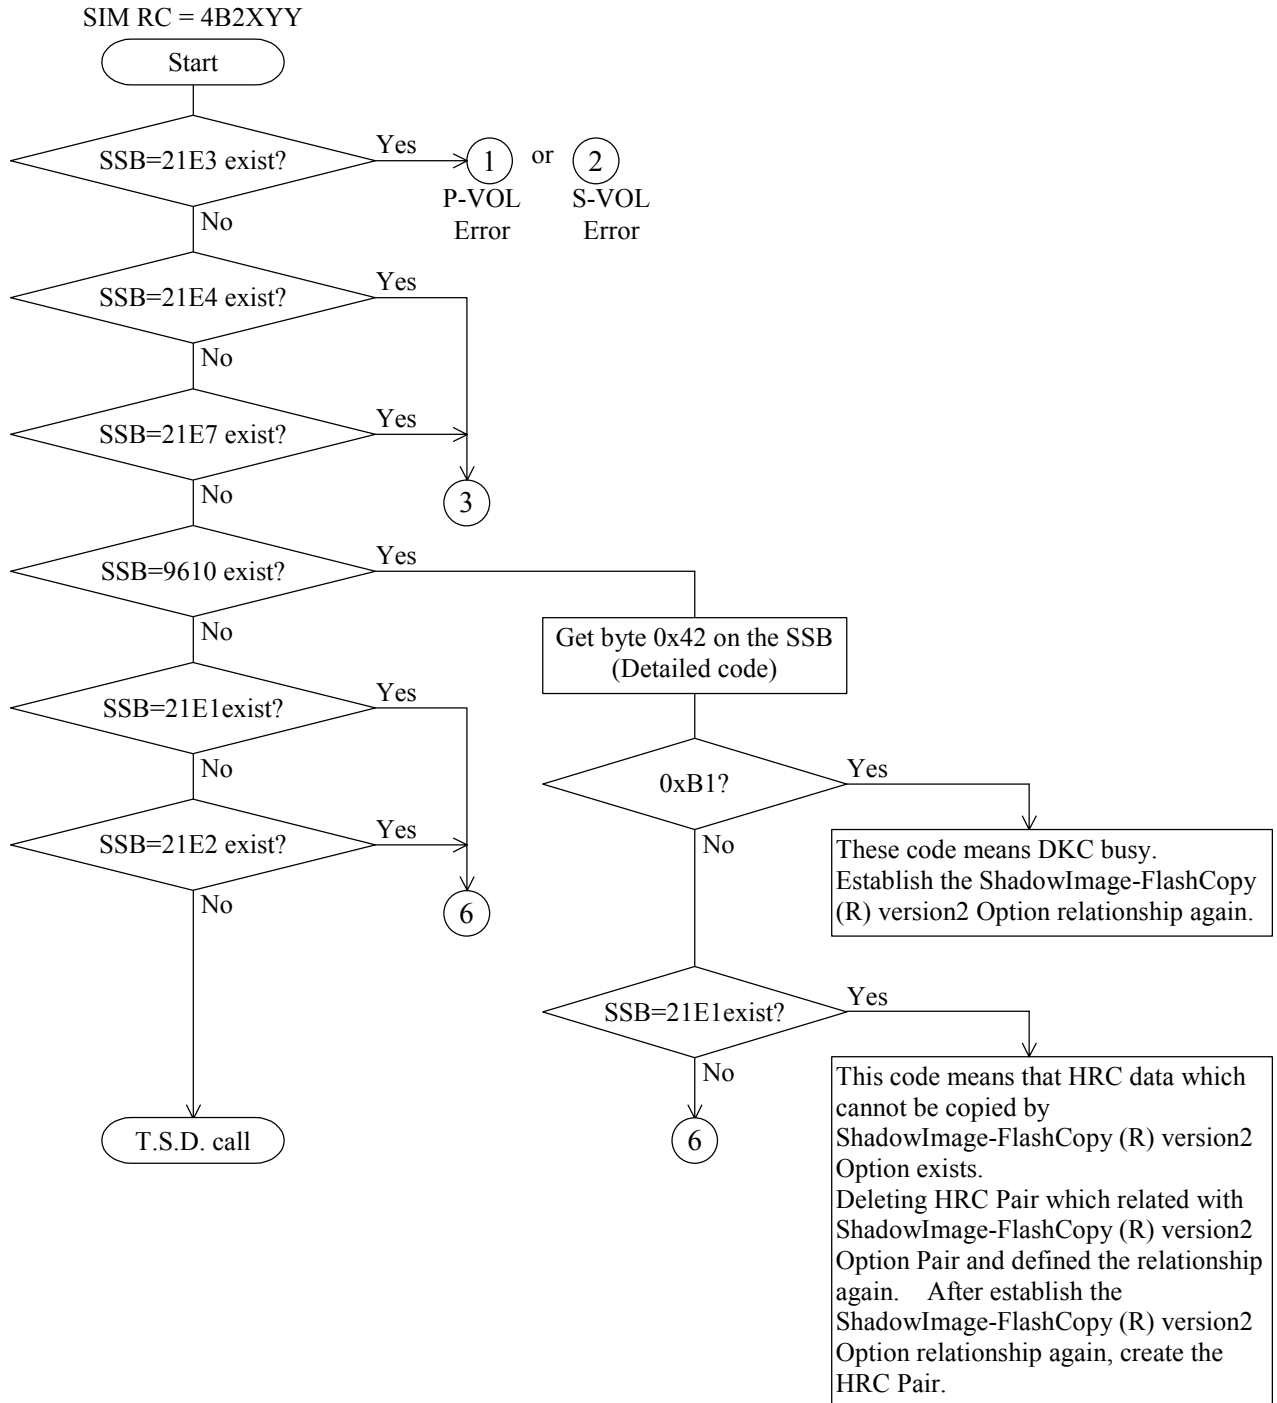 SIM RC = 4B2XYY
Start
SSB=21E3 exist?
Yes
1
or
2
P-VOL
Error
S-VOL
Error
No
SSB=21E4 exist?
Yes
No
SSB=21E7 exist?
Yes
3
No
SSB=9610 exist?
Yes
No
Get byte 0x42 on the SSB
(Detailed code)
SSB=21E1exist?
Yes
No
0xB1?
Yes
No
SSB=21E2 exist?
Yes
No
6
These code means DKC busy.
Establish the ShadowImage-FlashCopy
(R) version2 Option relationship again.
SSB=21E1exist?
Yes
No
6
This code means that HRC data which
cannot be copied by
ShadowImage-FlashCopy (R) version2
Option exists.
Deleting HRC Pair which related with
ShadowImage-FlashCopy (R) version2
Option Pair and defined the relationship
again. After establish the
ShadowImage-FlashCopy (R) version2
Option relationship again, create the
HRC Pair.
T.S.D. call